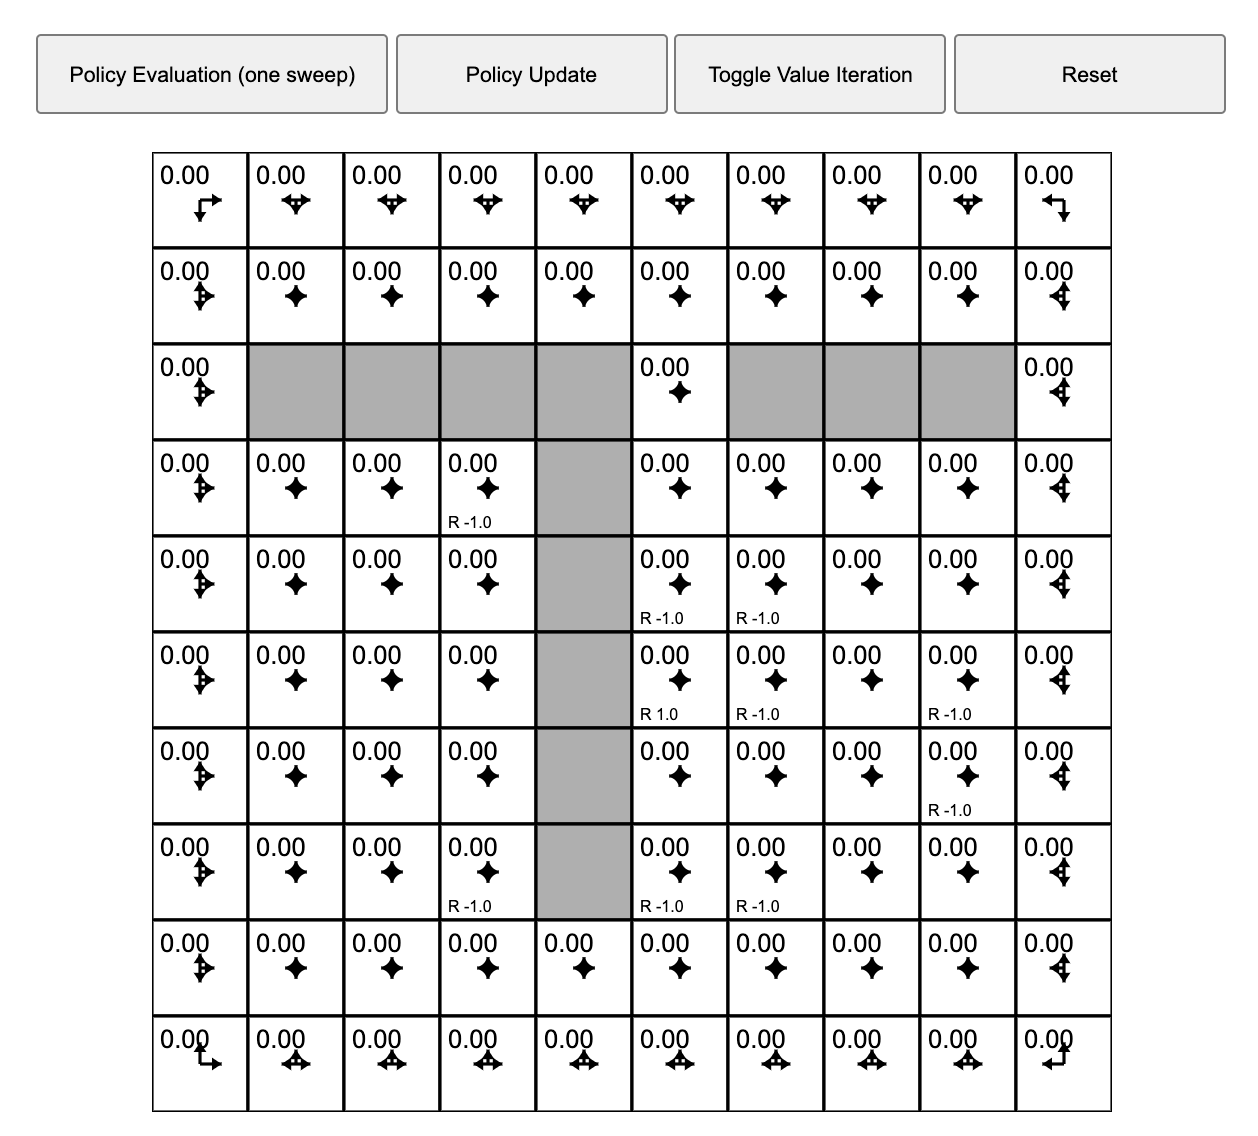 Policy Evaluation (one sweep) Policy Update Toggle Value Iteration Reset
0.00 0.00 0.00 0.00 0.00 0.00 0.00 0.00 0.00 0.00
0.00 0.00 0.00 0.00 0.00 0.00 0.00 0.00 0.00 0.00
0.00 0.00 0.00
0.00 0.00 0.00 0.00 0.00 0.00 0.00 0.00 0.00
R -1.0
0.00 0.00 0.00 0.00 0.00 0.00 0.00 0.00 0.00
R -1.0 R -1.0
0.00 0.00 0.00 0.00 0.00 0.00 0.00 0.00 0.00
R 1.0 R -1.0 R -1.0
0.00 0.00 0.00 0.00 0.00 0.00 0.00 0.00 0.00
R -1.0
0.00 0.00 0.00 0.00 0.00 0.00 0.00 0.00 0.00
R -1.0 R -1.0 R -1.0
0.00 0.00 0.00 0.00 0.00 0.00 0.00 0.00 0.00 0.00
0.00 0.00 0.00 0.00 0.00 0.00 0.00 0.00 0.00 0.00